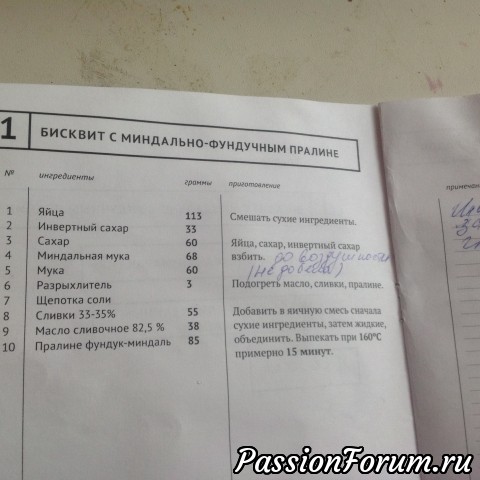 1 БИСКВИТ С МИНДАЛЬНО-ФУНДУЧНЫМ ПРАЛИНЕ
№ ингредиенты граммы приготовление
1 Яйца 113
2 Инвертный сахар 33
3 Сахар 60
4 Миндальная мука 68
5 Мука 60
6 Разрыхлитель 3
7 Щепотка соли
8 Сливки 33-35% 55
9 Масло сливочное 82,5 % 38
10 Пралине фундук-миндаль 85
Смешать сухие ингредиенты.
Яйца, сахар, инвертный сахар
взбить. до воздушности
Подогреть масло, сливки, пралине.
Добавить в яичную смесь сначала
сухие ингредиенты, затем жидкие,
объединить. Выпекать при 160°C
примерно 15 минут.
примечан
PassionForum.ru